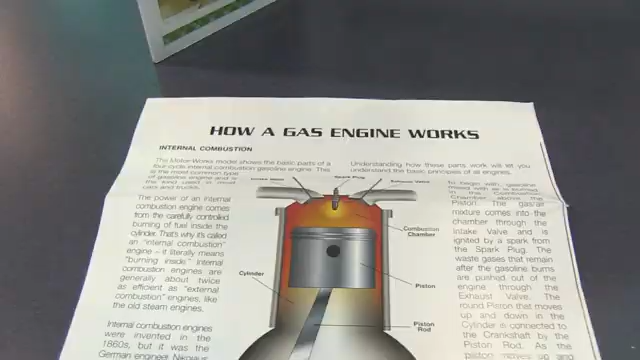 HOW A GAS ENGINE WORKS
INTERNAL COMBUSTION
The Motor-Works model shows the basic parts of a
four cycle internal combustion gasoline engine. This
is the most common type
of gasoline engine and is
the kind used in most
cars and trucks.
The power of an internal
combustion engine comes
from the carefully controlled
burning of fuel inside the
cylinder. That's why it's called
an "internal combustion"
engine – it literally means
"burning inside". Internal
combustion engines are
generally about twice
as efficient as "external
combustion" engines, like
the old steam engines.
Internal combustion engines
were invented in the
1860s, but it was the
German engineer Nikolaus
Spark Plug
Exhaust Valve
Combustion
Chamber
Cylinder
Piston
Piston
Rod
Understanding how these parts work will let you
understand the basic principles of all engines.
To begin with, gasoline
mixed with air is burned
in the Combustion
Chamber above the
Piston. The gas/air
mixture comes into the
chamber through the
Intake Valve and is
ignited by a spark from
the Spark Plug. The
waste gases that remain
after the gasoline burns
are pushed out of the
engine through the
Exhaust Valve. The
round Piston that moves
up and down in the
Cylinder is connected to
the Crankshaft by the
Piston Rod. As the
piston moves up and